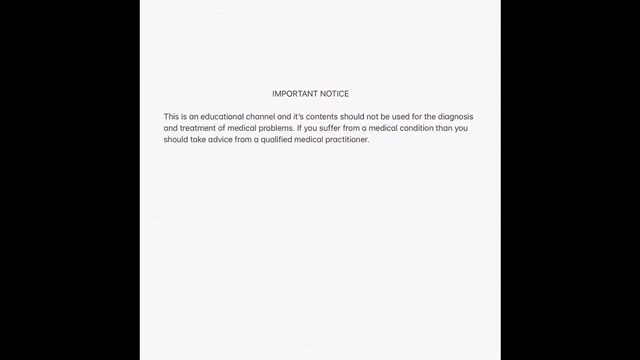 IMPORTANT NOTICE
This is an educational channel and it's contents should not be used for the diagnosis
and treatment of medical problems. If you suffer from a medical condition than you
should take advice from a qualified medical practitioner.